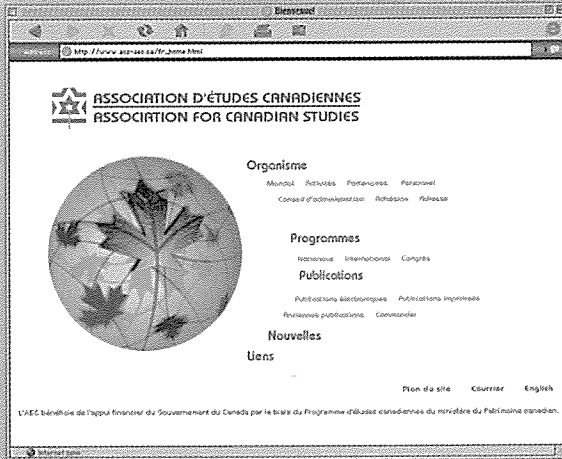 Bienvenue!
http://www.acs-aec.ca/fr_home.html
ASSOCIATION D'ÉTUDES CANADIENNES
ASSOCIATION FOR CANADIAN STUDIES
Organisme
Mandat Activités Partenaires Personnel
Conseil d'administration Adhésion Adresse
Programmes
Nationaux International Congrès
Publications
Publications électroniques Publications imprimées
Anciennes publications Commander
Nouvelles
Liens
Plan du site Courrier English
L'AEC bénéficie de l'appui financier du Gouvernement du Canada par le biais du Programme d'études canadiennes du ministère du Patrimoine canadien.
Internet zone